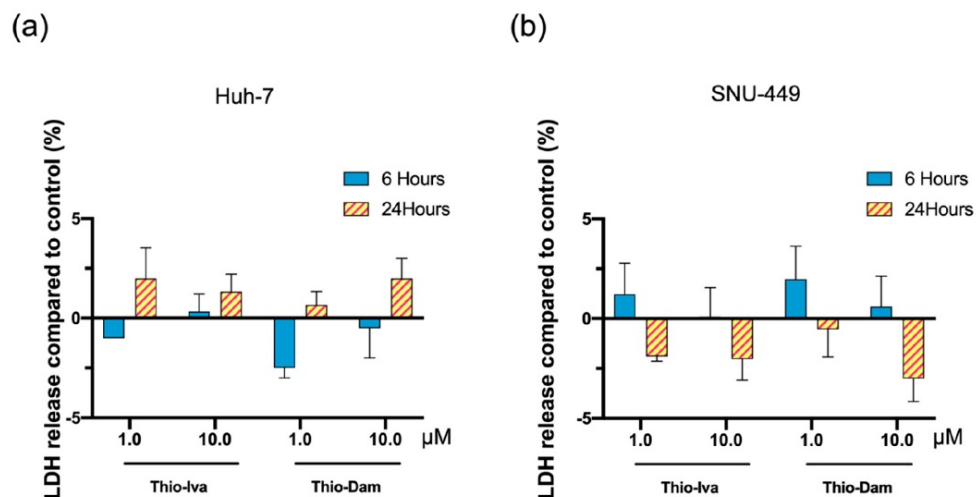 (a)
Huh-7
LDH release compared to control (%)
6 Hours
24Hours
5
0
-5
1.0 10.0 1.0 10.0 µM
Thio-Iva Thio-Dam
(b)
SNU-449
LDH release compared to control (%)
6 Hours
24Hours
5
0
-5
1.0 10.0 1.0 10.0 µM
Thio-Iva Thio-Dam